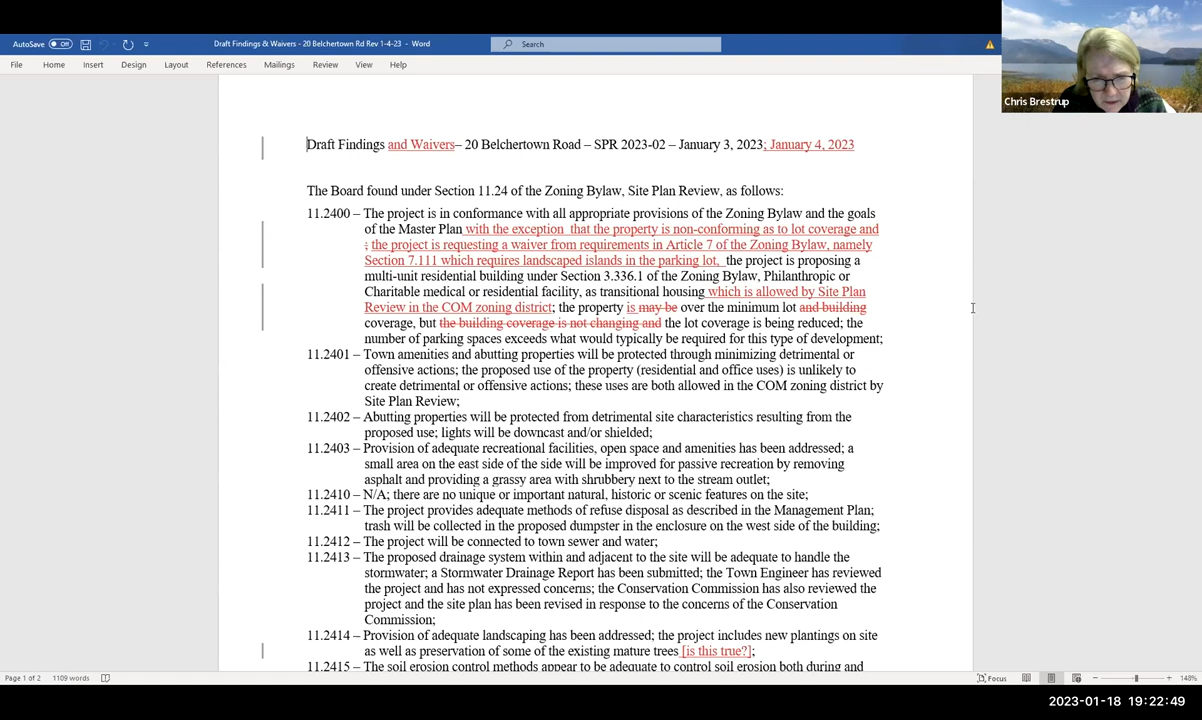 AutoSave Off
Draft Findings & Waivers - 20 Belchertown Rd Rev 1-4-23 - Word
Search
File Home Insert Design Layout References Mailings Review View Help
Chris Brestrup
Draft Findings and Waivers– 20 Belchertown Road – SPR 2023-02 – January 3, 2023; January 4, 2023
The Board found under Section 11.24 of the Zoning Bylaw, Site Plan Review, as follows:
11.2400 – The project is in conformance with all appropriate provisions of the Zoning Bylaw and the goals
of the Master Plan with the exception that the property is non-conforming as to lot coverage and
; the project is requesting a waiver from requirements in Article 7 of the Zoning Bylaw, namely
Section 7.111 which requires landscaped islands in the parking lot, the project is proposing a
multi-unit residential building under Section 3.336.1 of the Zoning Bylaw, Philanthropic or
Charitable medical or residential facility, as transitional housing which is allowed by Site Plan
Review in the COM zoning district; the property is may be over the minimum lot and building
coverage, but the building coverage is not changing and the lot coverage is being reduced; the
number of parking spaces exceeds what would typically be required for this type of development;
11.2401 – Town amenities and abutting properties will be protected through minimizing detrimental or
offensive actions; the proposed use of the property (residential and office uses) is unlikely to
create detrimental or offensive actions; these uses are both allowed in the COM zoning district by
Site Plan Review;
11.2402 – Abutting properties will be protected from detrimental site characteristics resulting from the
proposed use; lights will be downcast and/or shielded;
11.2403 – Provision of adequate recreational facilities, open space and amenities has been addressed; a
small area on the east side of the side will be improved for passive recreation by removing
asphalt and providing a grassy area with shrubbery next to the stream outlet;
11.2410 – N/A; there are no unique or important natural, historic or scenic features on the site;
11.2411 – The project provides adequate methods of refuse disposal as described in the Management Plan;
trash will be collected in the proposed dumpster in the enclosure on the west side of the building;
11.2412 – The project will be connected to town sewer and water;
11.2413 – The proposed drainage system within and adjacent to the site will be adequate to handle the
stormwater; a Stormwater Drainage Report has been submitted; the Town Engineer has reviewed
the project and has not expressed concerns; the Conservation Commission has also reviewed the
project and the site plan has been revised in response to the concerns of the Conservation
Commission;
11.2414 – Provision of adequate landscaping has been addressed; the project includes new plantings on site
as well as preservation of some of the existing mature trees [is this true?];
11.2415 – The soil erosion control methods appear to be adequate to control soil erosion both during and
Page 1 of 2 1109 words
Focus
148%
2023-01-18 19:22:49